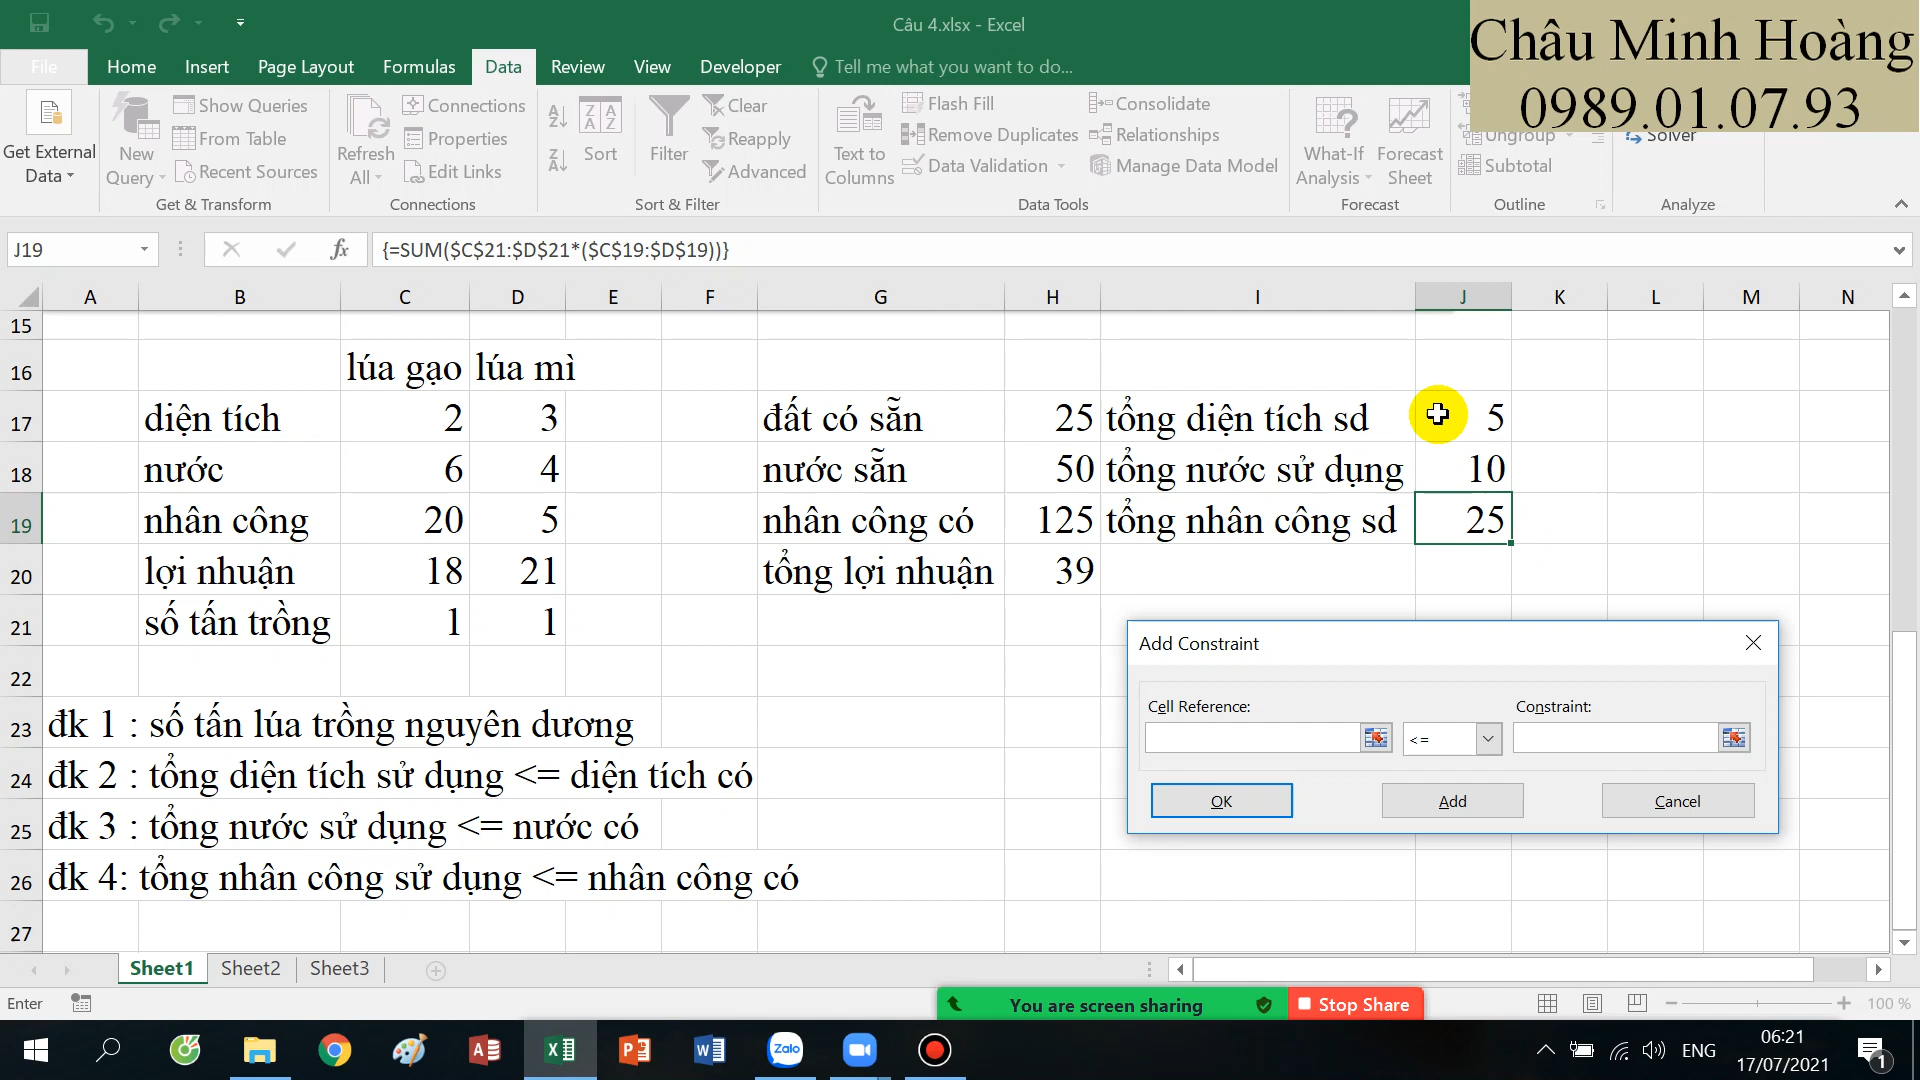 Câu 4.xlsx - Excel
Châu Minh Hoàng
0989.01.07.93
File Home Insert Page Layout Formulas Data Review View Developer Tell me what you want to do...
Get External Data
New Query
Show Queries
From Table
Recent Sources
Get & Transform
Refresh All
Connections
Properties
Edit Links
Connections
Sort
Filter
Clear
Reapply
Advanced
Sort & Filter
Text to Columns
Flash Fill
Remove Duplicates
Data Validation
Consolidate
Relationships
Manage Data Model
Data Tools
What-If Analysis
Forecast Sheet
Forecast
Ungroup
Subtotal
Outline
Solver
Analyze
J19 fx {=SUM($C$21:$D$21*($C$19:$D$19))}
A B C D E F G H I J K L M N
15
16 lúa gạo lúa mì
17 diện tích 2 3 đất có sẵn 25 tổng diện tích sd 5
18 nước 6 4 nước sẵn 50 tổng nước sử dụng 10
19 nhân công 20 5 nhân công có 125 tổng nhân công sd 25
20 lợi nhuận 18 21 tổng lợi nhuận 39
21 số tấn trồng 1 1
22
23 đk 1 : số tấn lúa trồng nguyên dương
24 đk 2 : tổng diện tích sử dụng <= diện tích có
25 đk 3 : tổng nước sử dụng <= nước có
26 đk 4: tổng nhân công sử dụng <= nhân công có
27
Add Constraint
Cell Reference: Constraint:
<=
OK Add Cancel
Sheet1 Sheet2 Sheet3
Enter
You are screen sharing Stop Share
100 %
Zalo
ENG
06:21
17/07/2021
1